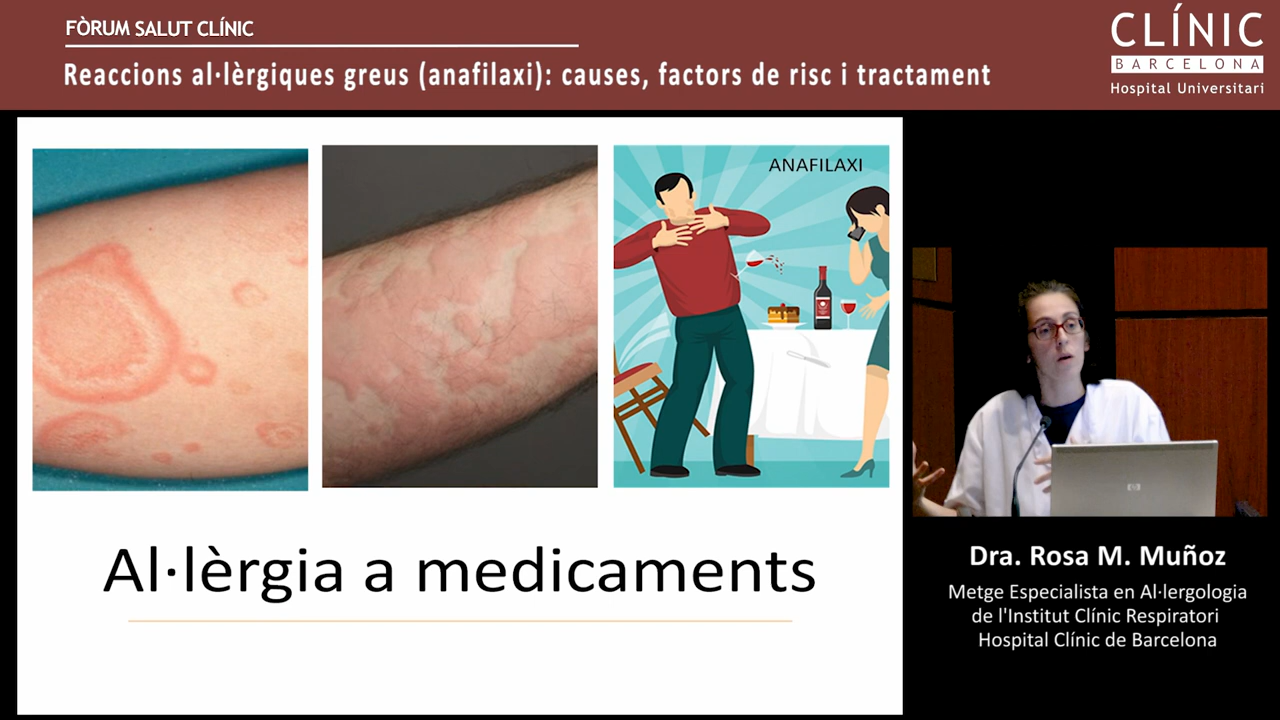 FÒRUM SALUT CLÍNIC
Reaccions al·lèrgiques greus (anafilaxi): causes, factors de risc i tractament
CLÍNIC
BARCELONA
Hospital Universitari
ANAFILAXI
Al·lèrgia a medicaments
hp
Dra. Rosa M. Muñoz
Metge Especialista en Al·lergologia
de l'Institut Clínic Respiratori
Hospital Clínic de Barcelona